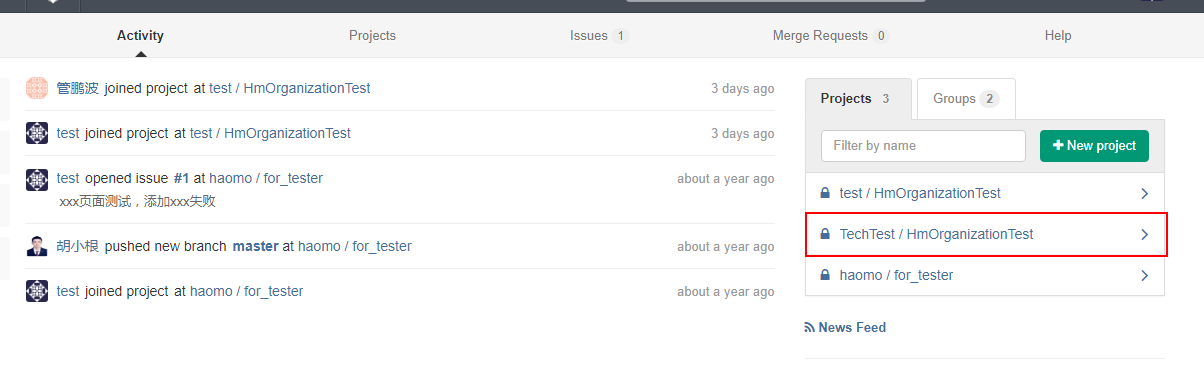 Activity
Projects
Issues 1
Merge Requests 0
Help
管鹏波 joined project at test / HmOrganizationTest
3 days ago
test joined project at test / HmOrganizationTest
3 days ago
test opened issue #1 at haomo / for_tester
about a year ago
xxx页面测试，添加xxx失败
胡小根 pushed new branch master at haomo / for_tester
about a year ago
test joined project at haomo / for_tester
about a year ago
Projects 3
Groups 2
Filter by name
New project
test / HmOrganizationTest
TechTest / HmOrganizationTest
haomo / for_tester
News Feed